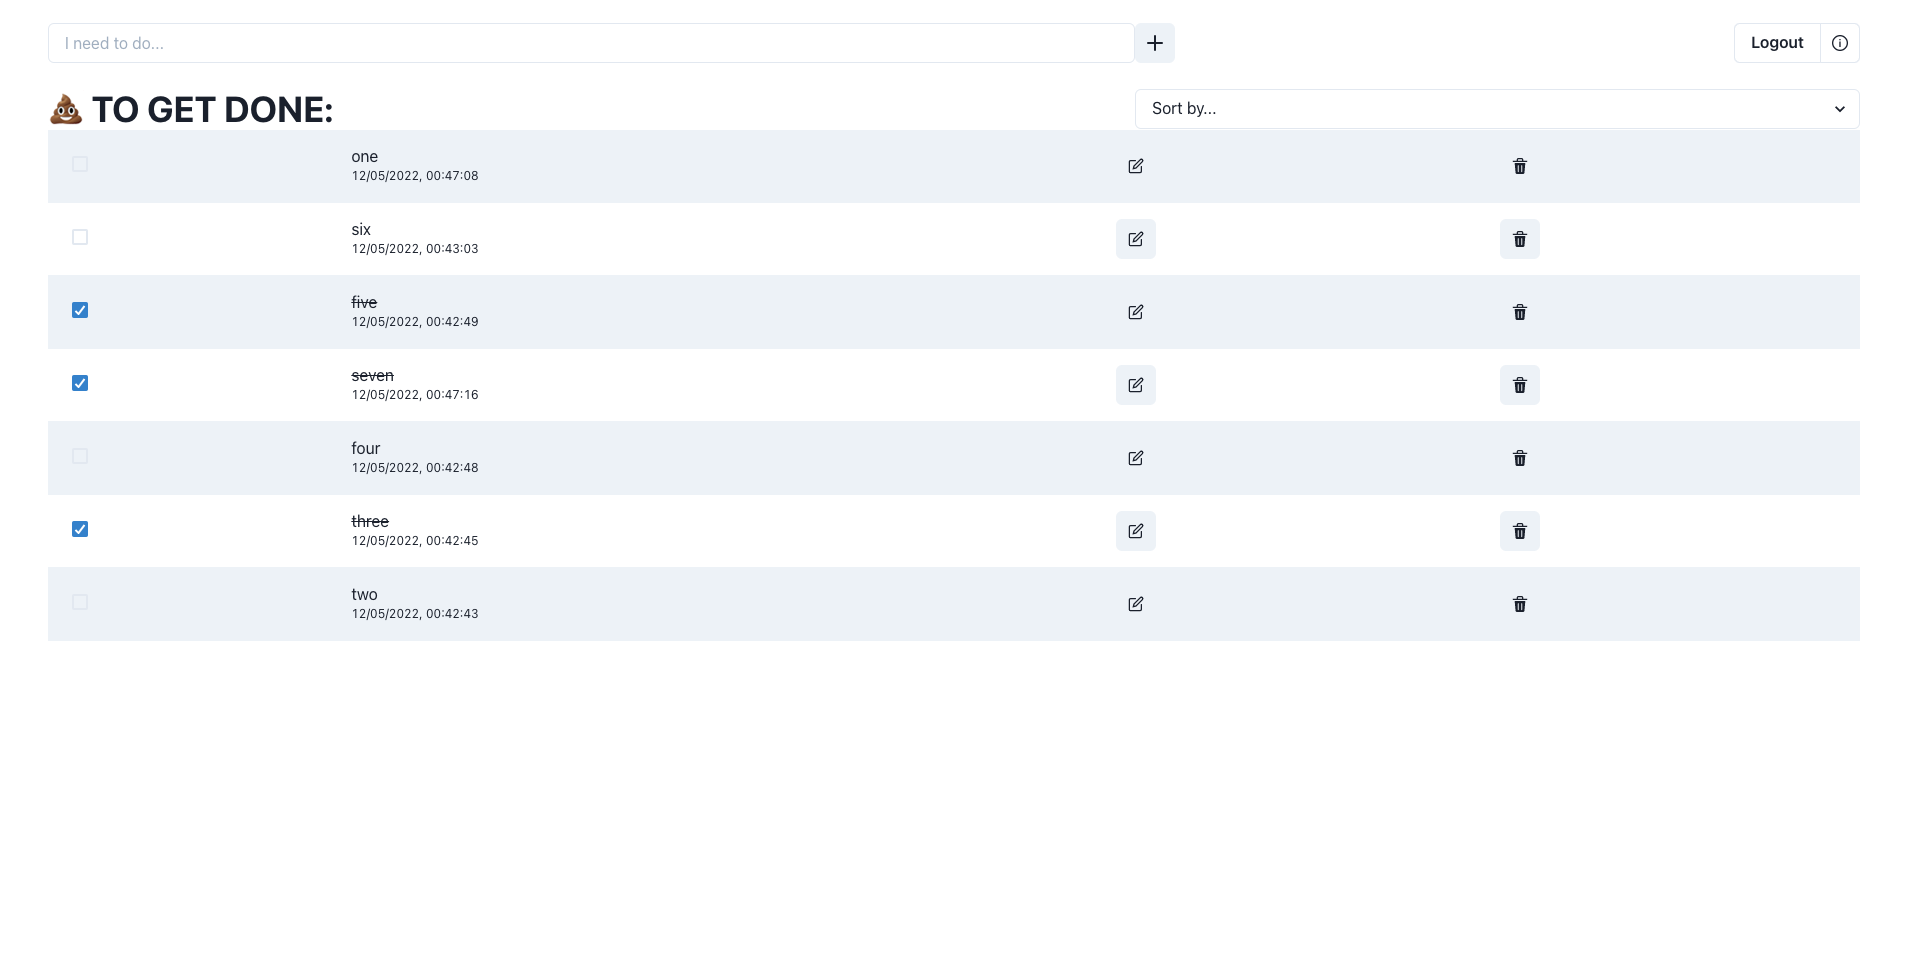 I need to do...
Logout
💩 TO GET DONE:
Sort by...
one
12/05/2022, 00:47:08
six
12/05/2022, 00:43:03
five
12/05/2022, 00:42:49
seven
12/05/2022, 00:47:16
four
12/05/2022, 00:42:48
three
12/05/2022, 00:42:45
two
12/05/2022, 00:42:43